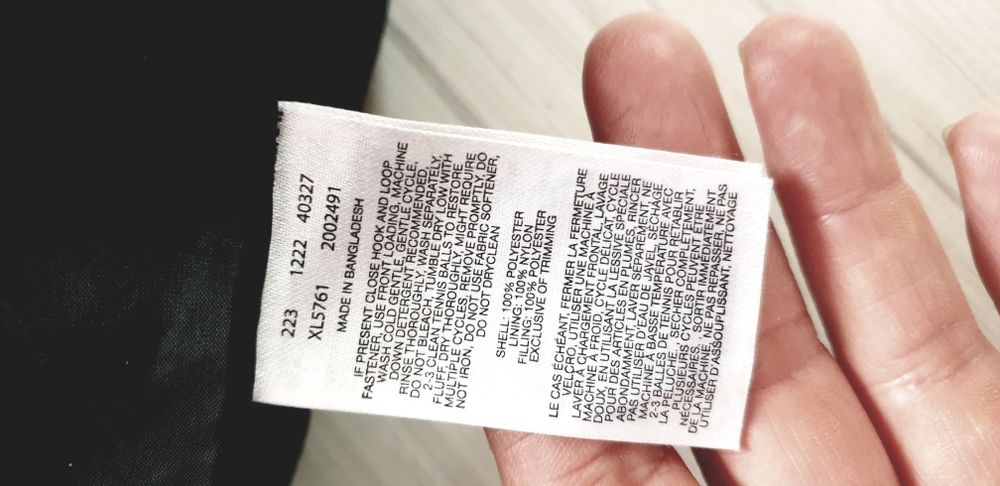 223 1222 40327
XL5761 2002491
MADE IN BANGLADESH
IF PRESENT CLOSE HOOK AND LOOP
FASTENER, USE FRONT LOADING, MACHINE
WASH COLD, GENTLE, GENTLE CYCLE,
DOWN DETERGENT, RECOMMENDED,
RINSE THOROUGHLY, WASH SEPARATELY,
DO NOT BLEACH, TUMBLE DRY LOW WITH
2-3 CLEAN TENNIS BALLS TO RESTORE
FLUFF, DRY THOROUGHLY, MIGHT REQUIRE
MULTIPLE CYCLES, REMOVE PROMPTLY, DO
NOT IRON, DO NOT USE FABRIC SOFTENER,
DO NOT DRYCLEAN
SHELL: 100% POLYESTER
LINING: 100% NYLON
FILLING: 100% POLYESTER
EXCLUSIVE OF TRIMMING
LE CAS ÉCHÉANT, FERMER LA FERMETURE
VELCRO, UTILISER UNE MACHINE À
LAVER À CHARGEMENT FRONTAL, LAVAGE
MACHINE À FROID, CYCLE DÉLICAT, CYCLE
DOUX, EN UTILISANT LA LESSIVE SPÉCIALE
POUR DES ARTICLES EN PLUMES, RINCER
ABONDAMMENT, LAVER SÉPAREMENT, NE
PAS UTILISER D'EAU DE JAVEL, SÉCHAGE
MACHINE À BASSE TEMPÉRATURE AVEC
2-3 BALLES DE TENNIS POUR RETABLIR
LA PELUCHE, SÉCHER COMPLÈTEMENT,
PLUSIEURS CYCLES PEUVENT ÊTRE
NÉCESSAIRES, SORTIR IMMÉDIATEMENT
DE LA MACHINE, NE PAS REPASSER, NE PAS
UTILISER D'ASSOUPLISSANT, NETTOYAGE